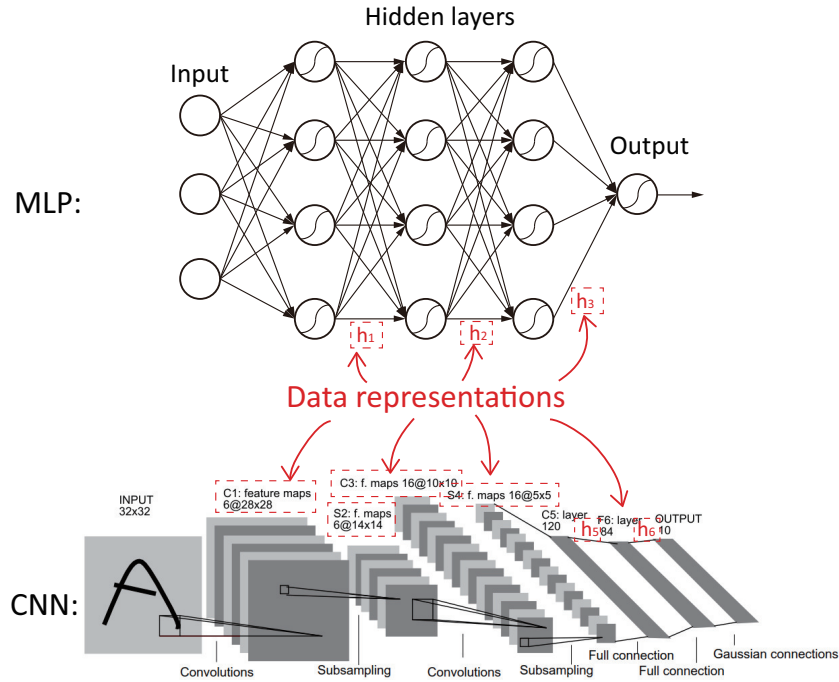 Hidden layers
Input
Output
MLP:
h3
h1
h2
Data representations
C1: feature maps
6@28x28
C3: f. maps 16@10x10
S4: f. maps 16@5x5
S2: f. maps
6@14x14
INPUT
32x32
C5: layer
120
h5
F6: layer
84
h6
OUTPUT
10
CNN:
Convolutions
Subsampling
Convolutions
Subsampling
Full connection
Full connection
Gaussian connections